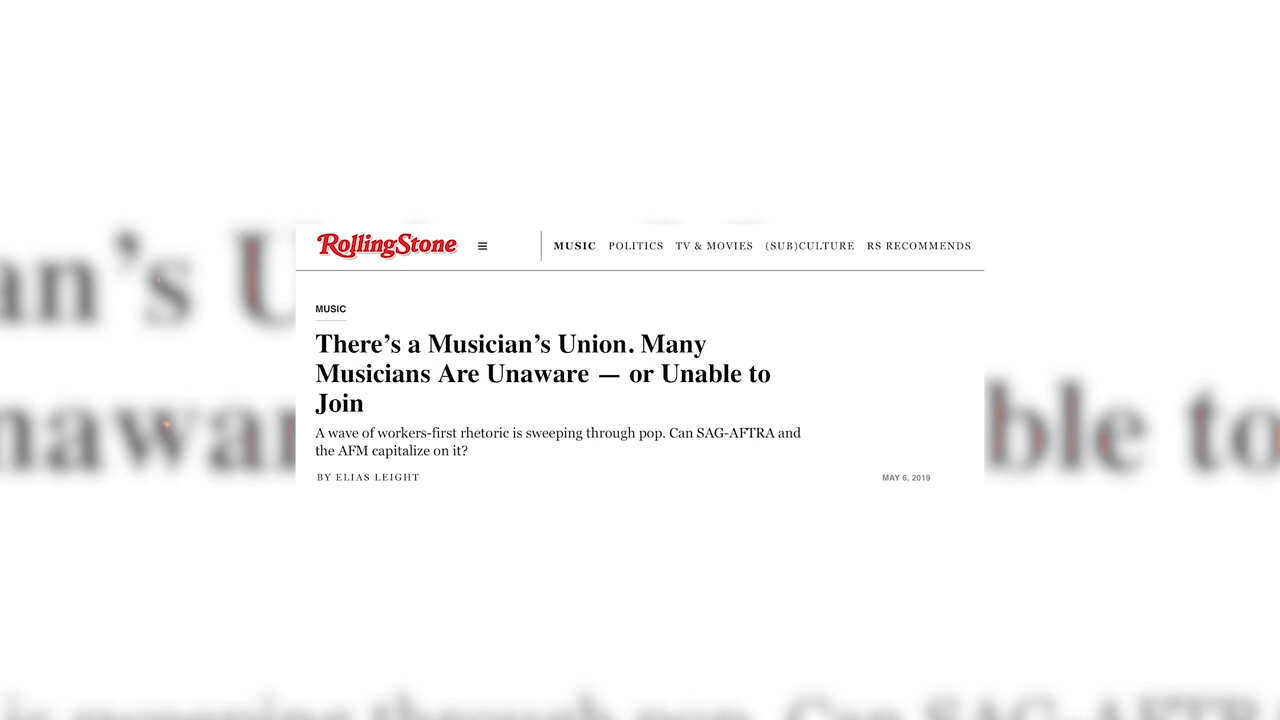 RollingStone
MUSIC POLITICS TV & MOVIES (SUB)CULTURE RS RECOMMENDS
MUSIC
There’s a Musician’s Union. Many
Musicians Are Unaware — or Unable to
Join
A wave of workers-first rhetoric is sweeping through pop. Can SAG-AFTRA and
the AFM capitalize on it?
BY ELIAS LEIGHT
MAY 6, 2019